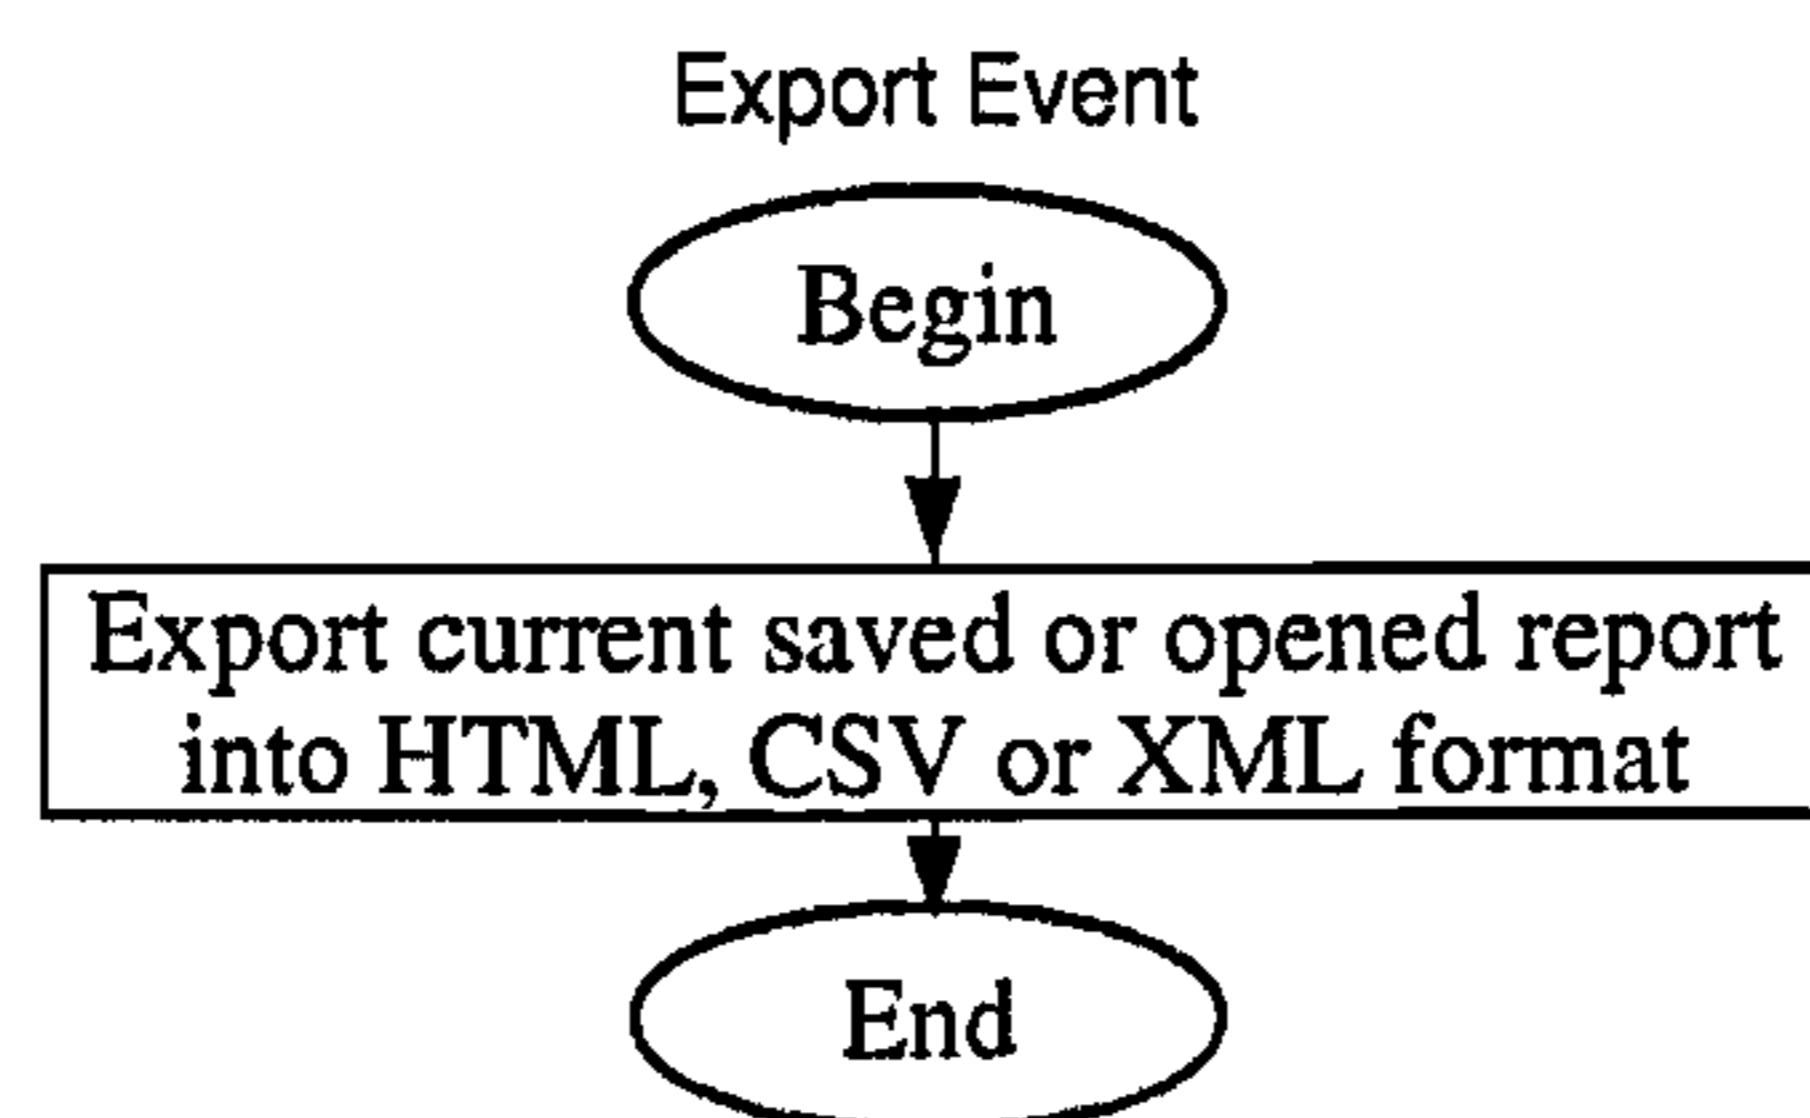 Export Event
Begin
Export current saved or opened report
into HTML, CSV or XML format
End